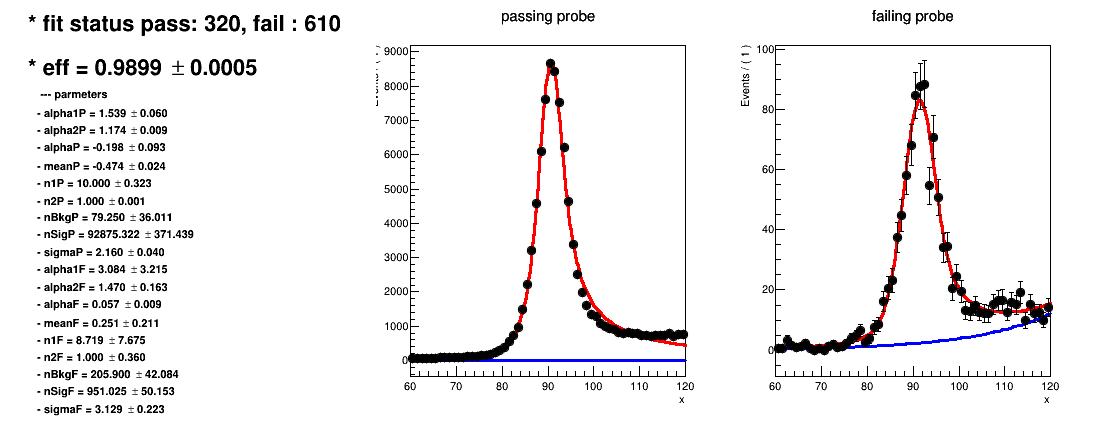 * fit status pass: 320, fail : 610
* eff = 0.9899 ± 0.0005
--- parmeters
- alpha1P = 1.539 ± 0.060
- alpha2P = 1.174 ± 0.009
- alphaP = -0.198 ± 0.093
- meanP = -0.474 ± 0.024
- n1P = 10.000 ± 0.323
- n2P = 1.000 ± 0.001
- nBkgP = 79.250 ± 36.011
- nSigP = 92875.322 ± 371.439
- sigmaP = 2.160 ± 0.040
- alpha1F = 3.084 ± 3.215
- alpha2F = 1.470 ± 0.163
- alphaF = 0.057 ± 0.009
- meanF = 0.251 ± 0.211
- n1F = 8.719 ± 7.675
- n2F = 1.000 ± 0.360
- nBkgF = 205.900 ± 42.084
- nSigF = 951.025 ± 50.153
- sigmaF = 3.129 ± 0.223
passing probe
9000
8000
7000
6000
5000
4000
3000
2000
1000
0
60 70 80 90 100 110 120
x
failing probe
Events / ( 1 )
100
80
60
40
20
0
60 70 80 90 100 110 120
x